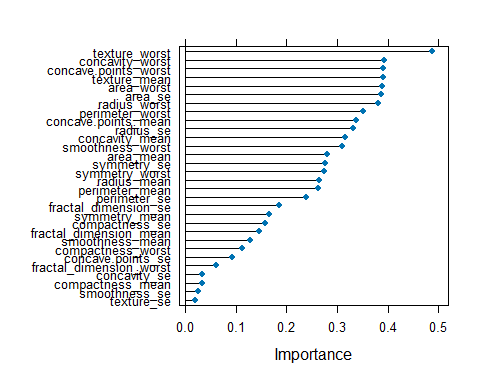 texture_worst
concavity_worst
concave.points_worst
texture_mean
area_worst
area_se
radius_worst
perimeter_worst
concave.points_mean
radius_se
concavity_mean
smoothness_worst
area_mean
symmetry_se
symmetry_worst
radius_mean
perimeter_mean
perimeter_se
fractal_dimension_se
symmetry_mean
compactness_se
fractal_dimension_mean
smoothness_mean
compactness_worst
concave.points_se
fractal_dimension_worst
concavity_se
compactness_mean
smoothness_se
texture_se
0.0 0.1 0.2 0.3 0.4 0.5
Importance